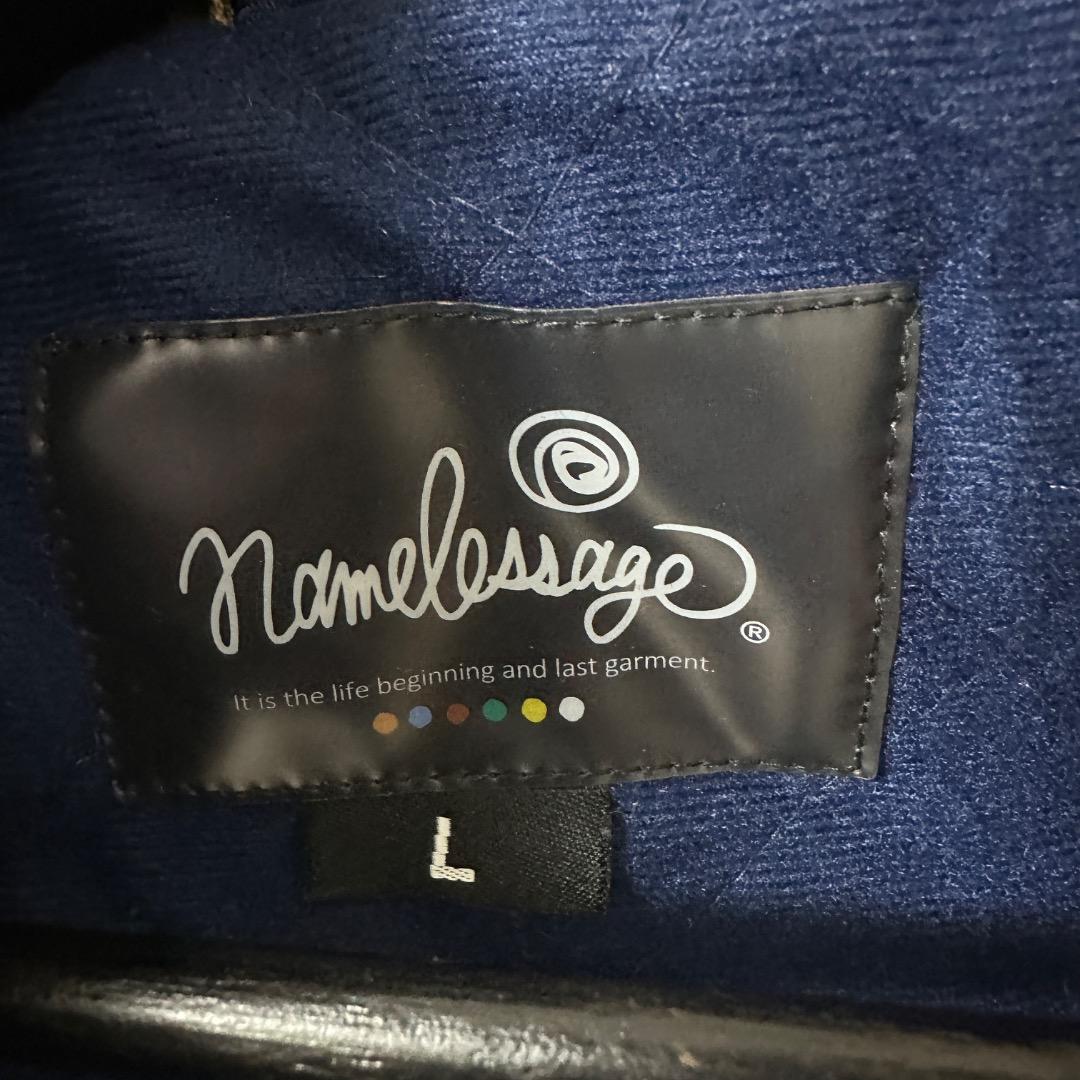 namelessage
®
It is the life beginning and last garment.
L